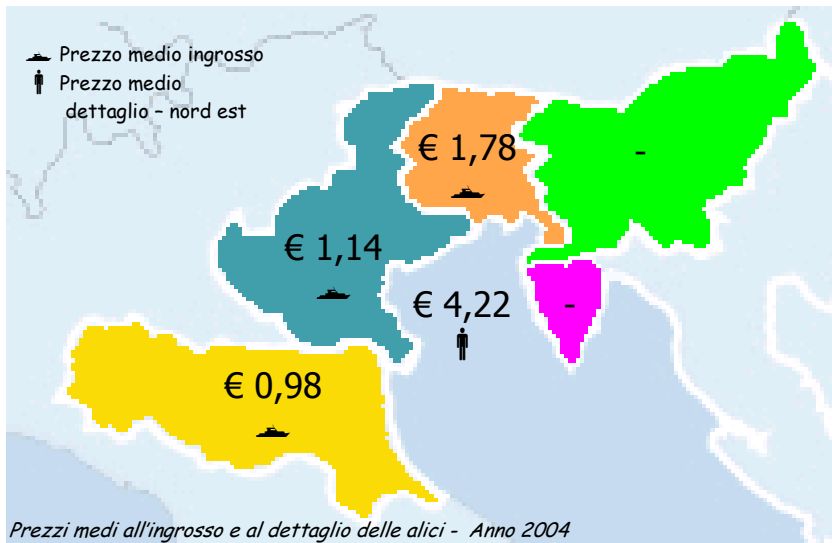 Prezzo medio ingrosso
Prezzo medio
dettaglio – nord est
€ 1,78
-
€ 1,14
€ 4,22
-
€ 0,98
Prezzi medi all'ingrosso e al dettaglio delle alici - Anno 2004